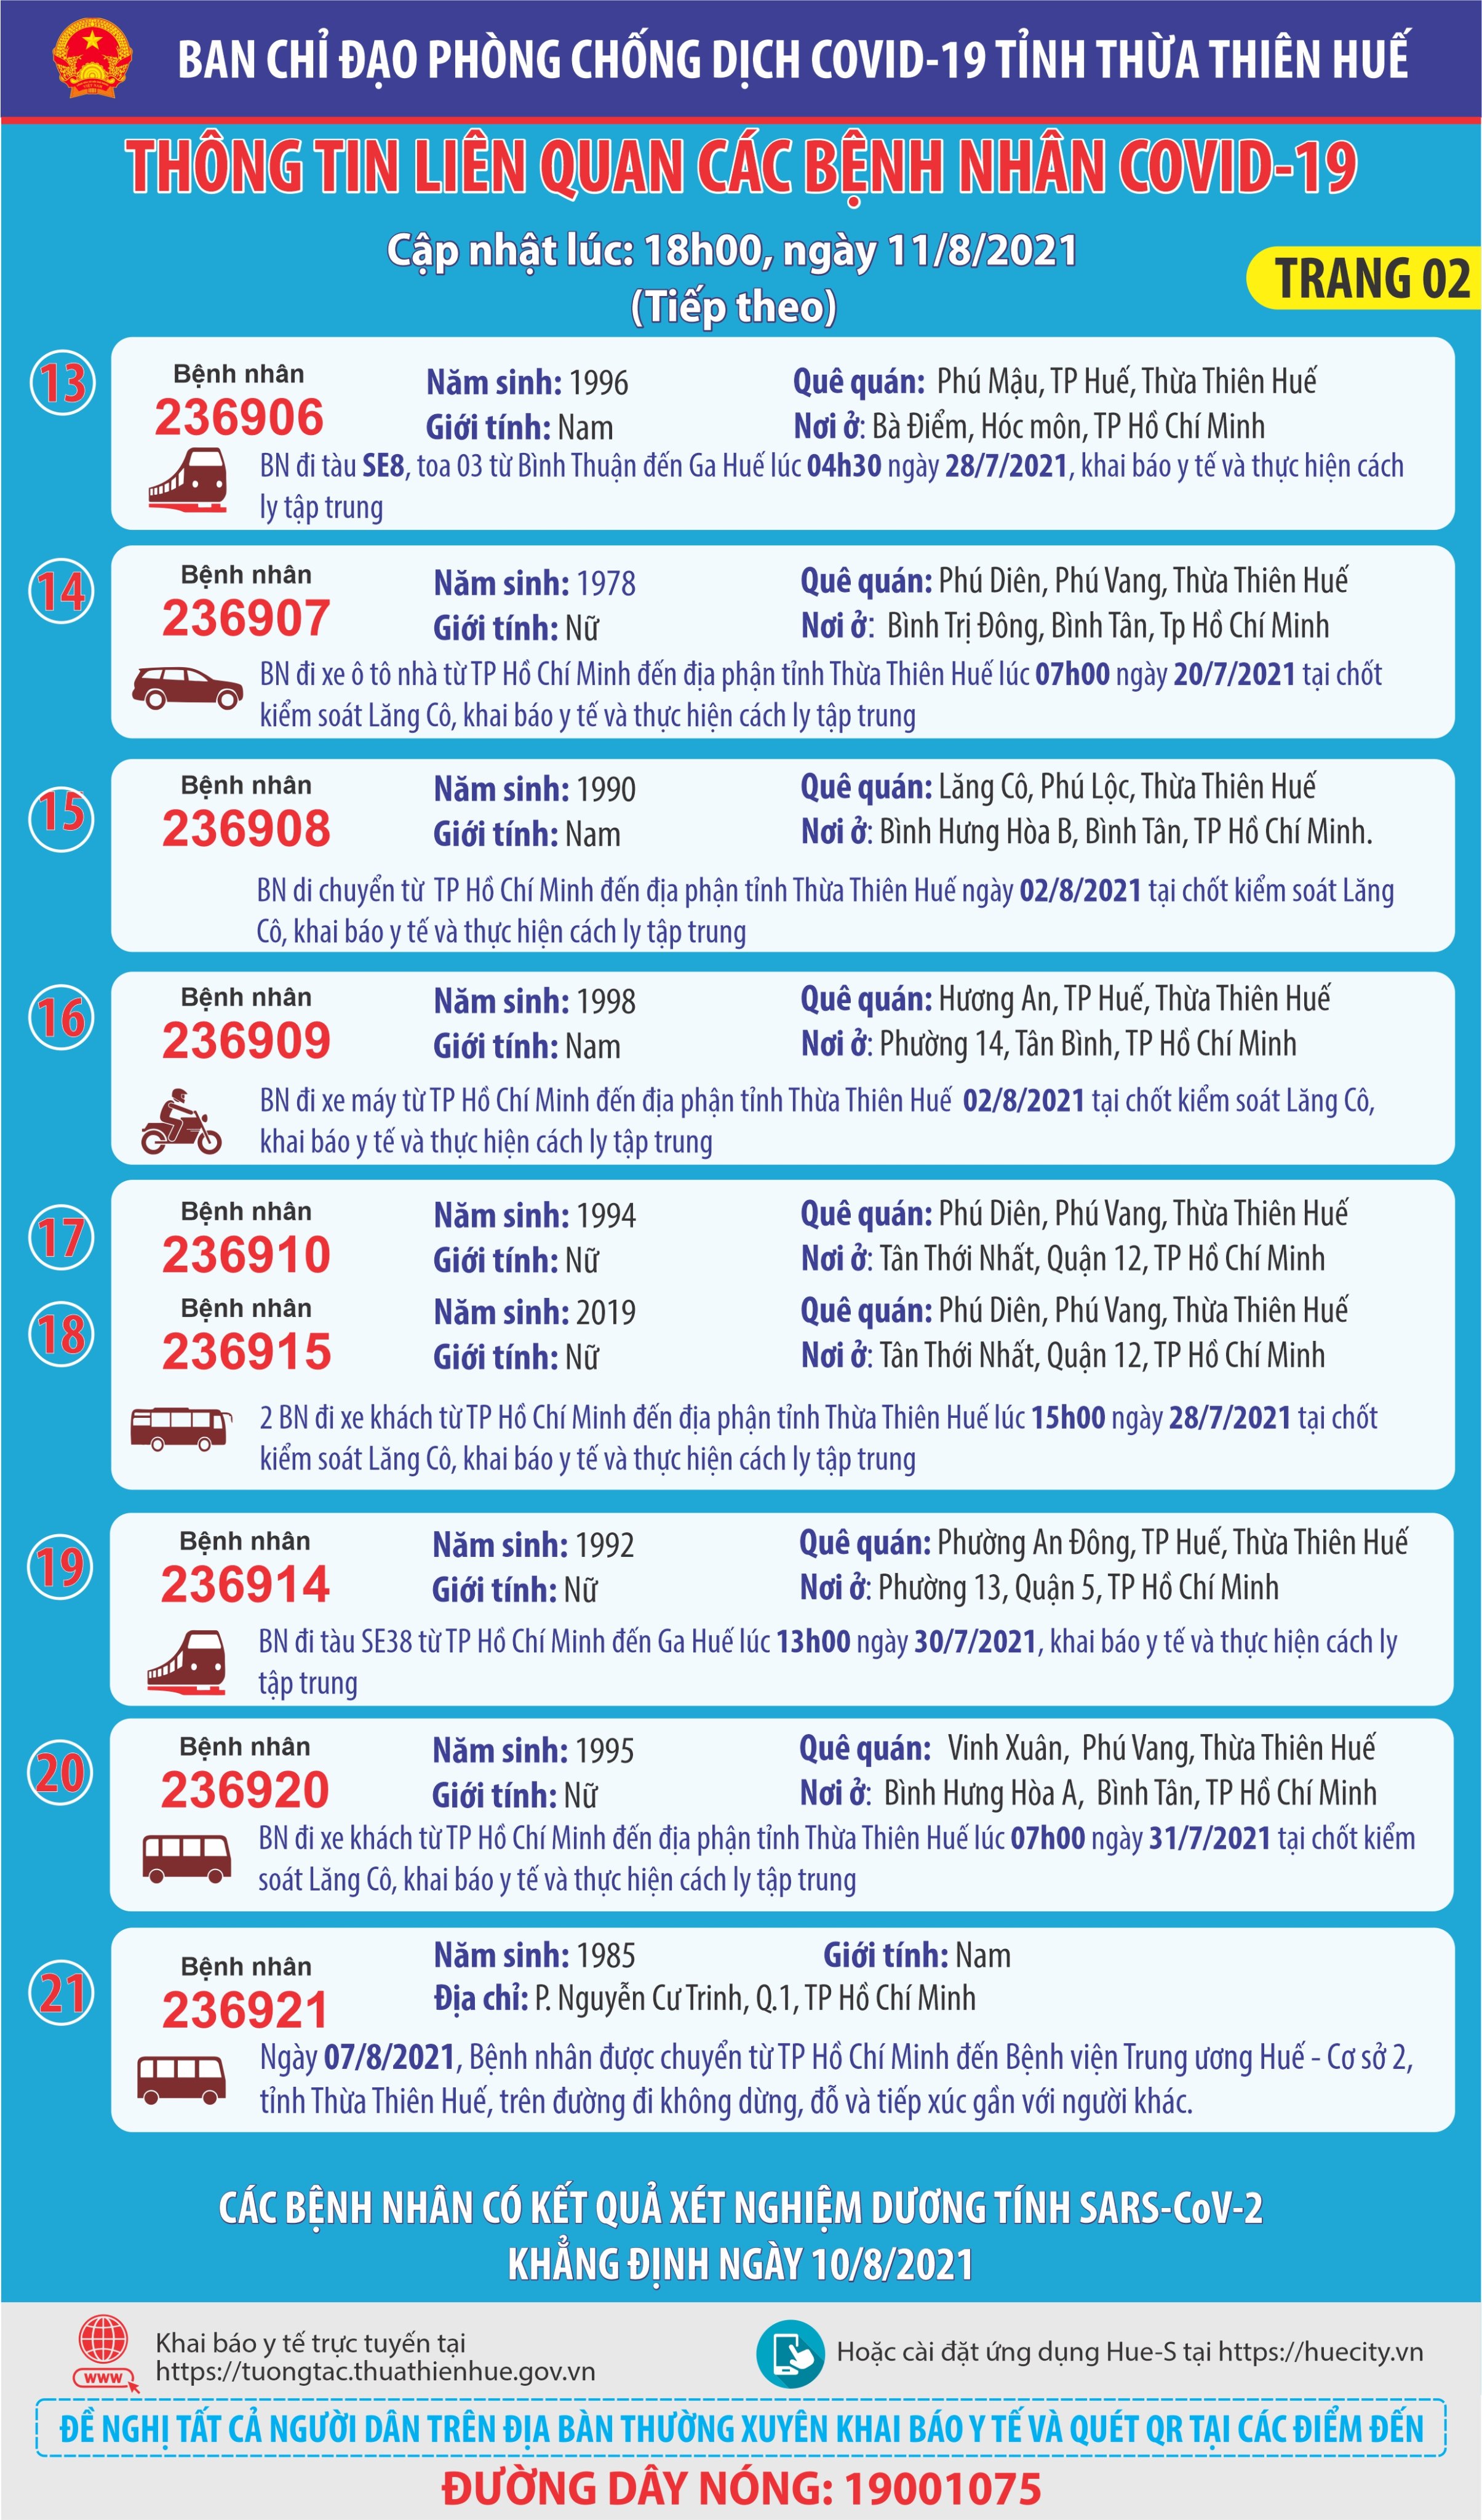 BAN CHỈ ĐẠO PHÒNG CHỐNG DỊCH COVID-19 TỈNH THỪA THIÊN HUẾ
THÔNG TIN LIÊN QUAN CÁC BỆNH NHÂN COVID-19
Cập nhật lúc: 18h00, ngày 11/8/2021
(Tiếp theo)
TRANG 02
13
Bệnh nhân
236906
Năm sinh: 1996
Giới tính: Nam
Quê quán: Phú Mậu, TP Huế, Thừa Thiên Huế
Nơi ở: Bà Điểm, Hóc môn, TP Hồ Chí Minh
BN đi tàu SE8, toa 03 từ Bình Thuận đến Ga Huế lúc 04h30 ngày 28/7/2021, khai báo y tế và thực hiện cách
ly tập trung
14
Bệnh nhân
236907
Năm sinh: 1978
Giới tính: Nữ
Quê quán: Phú Diên, Phú Vang, Thừa Thiên Huế
Nơi ở: Bình Trị Đông, Bình Tân, Tp Hồ Chí Minh
BN đi xe ô tô nhà từ TP Hồ Chí Minh đến địa phận tỉnh Thừa Thiên Huế lúc 07h00 ngày 20/7/2021 tại chốt
kiểm soát Lăng Cô, khai báo y tế và thực hiện cách ly tập trung
15
Bệnh nhân
236908
Năm sinh: 1990
Giới tính: Nam
Quê quán: Lăng Cô, Phú Lộc, Thừa Thiên Huế
Nơi ở: Bình Hưng Hòa B, Bình Tân, TP Hồ Chí Minh.
BN di chuyển từ TP Hồ Chí Minh đến địa phận tỉnh Thừa Thiên Huế ngày 02/8/2021 tại chốt kiểm soát Lăng
Cô, khai báo y tế và thực hiện cách ly tập trung
16
Bệnh nhân
236909
Năm sinh: 1998
Giới tính: Nam
Quê quán: Hương An, TP Huế, Thừa Thiên Huế
Nơi ở: Phường 14, Tân Bình, TP Hồ Chí Minh
BN đi xe máy từ TP Hồ Chí Minh đến địa phận tỉnh Thừa Thiên Huế 02/8/2021 tại chốt kiểm soát Lăng Cô,
khai báo y tế và thực hiện cách ly tập trung
17
Bệnh nhân
236910
Năm sinh: 1994
Giới tính: Nữ
Quê quán: Phú Diên, Phú Vang, Thừa Thiên Huế
Nơi ở: Tân Thới Nhất, Quận 12, TP Hồ Chí Minh
18
Bệnh nhân
236915
Năm sinh: 2019
Giới tính: Nữ
Quê quán: Phú Diên, Phú Vang, Thừa Thiên Huế
Nơi ở: Tân Thới Nhất, Quận 12, TP Hồ Chí Minh
2 BN đi xe khách từ TP Hồ Chí Minh đến địa phận tỉnh Thừa Thiên Huế lúc 15h00 ngày 28/7/2021 tại chốt
kiểm soát Lăng Cô, khai báo y tế và thực hiện cách ly tập trung
19
Bệnh nhân
236914
Năm sinh: 1992
Giới tính: Nữ
Quê quán: Phường An Đông, TP Huế, Thừa Thiên Huế
Nơi ở: Phường 13, Quận 5, TP Hồ Chí Minh
BN đi tàu SE38 từ TP Hồ Chí Minh đến Ga Huế lúc 13h00 ngày 30/7/2021, khai báo y tế và thực hiện cách ly
tập trung
20
Bệnh nhân
236920
Năm sinh: 1995
Giới tính: Nữ
Quê quán: Vinh Xuân, Phú Vang, Thừa Thiên Huế
Nơi ở: Bình Hưng Hòa A, Bình Tân, TP Hồ Chí Minh
BN đi xe khách từ TP Hồ Chí Minh đến địa phận tỉnh Thừa Thiên Huế lúc 07h00 ngày 31/7/2021 tại chốt kiểm
soát Lăng Cô, khai báo y tế và thực hiện cách ly tập trung
21
Bệnh nhân
236921
Năm sinh: 1985
Giới tính: Nam
Địa chỉ: P. Nguyễn Cư Trinh, Q.1, TP Hồ Chí Minh
Ngày 07/8/2021, Bệnh nhân được chuyển từ TP Hồ Chí Minh đến Bệnh viện Trung ương Huế - Cơ sở 2,
tỉnh Thừa Thiên Huế, trên đường đi không dừng, đỗ và tiếp xúc gần với người khác.
CÁC BỆNH NHÂN CÓ KẾT QUẢ XÉT NGHIỆM DƯƠNG TÍNH SARS-CoV-2
KHẲNG ĐỊNH NGÀY 10/8/2021
WWW
Khai báo y tế trực tuyến tại
https://tuongtac.thuathienhue.gov.vn
Hoặc cài đặt ứng dụng Hue-S tại https://huecity.vn
ĐỀ NGHỊ TẤT CẢ NGƯỜI DÂN TRÊN ĐỊA BÀN THƯỜNG XUYÊN KHAI BÁO Y TẾ VÀ QUÉT QR TẠI CÁC ĐIỂM ĐẾN
ĐƯỜNG DÂY NÓNG: 19001075